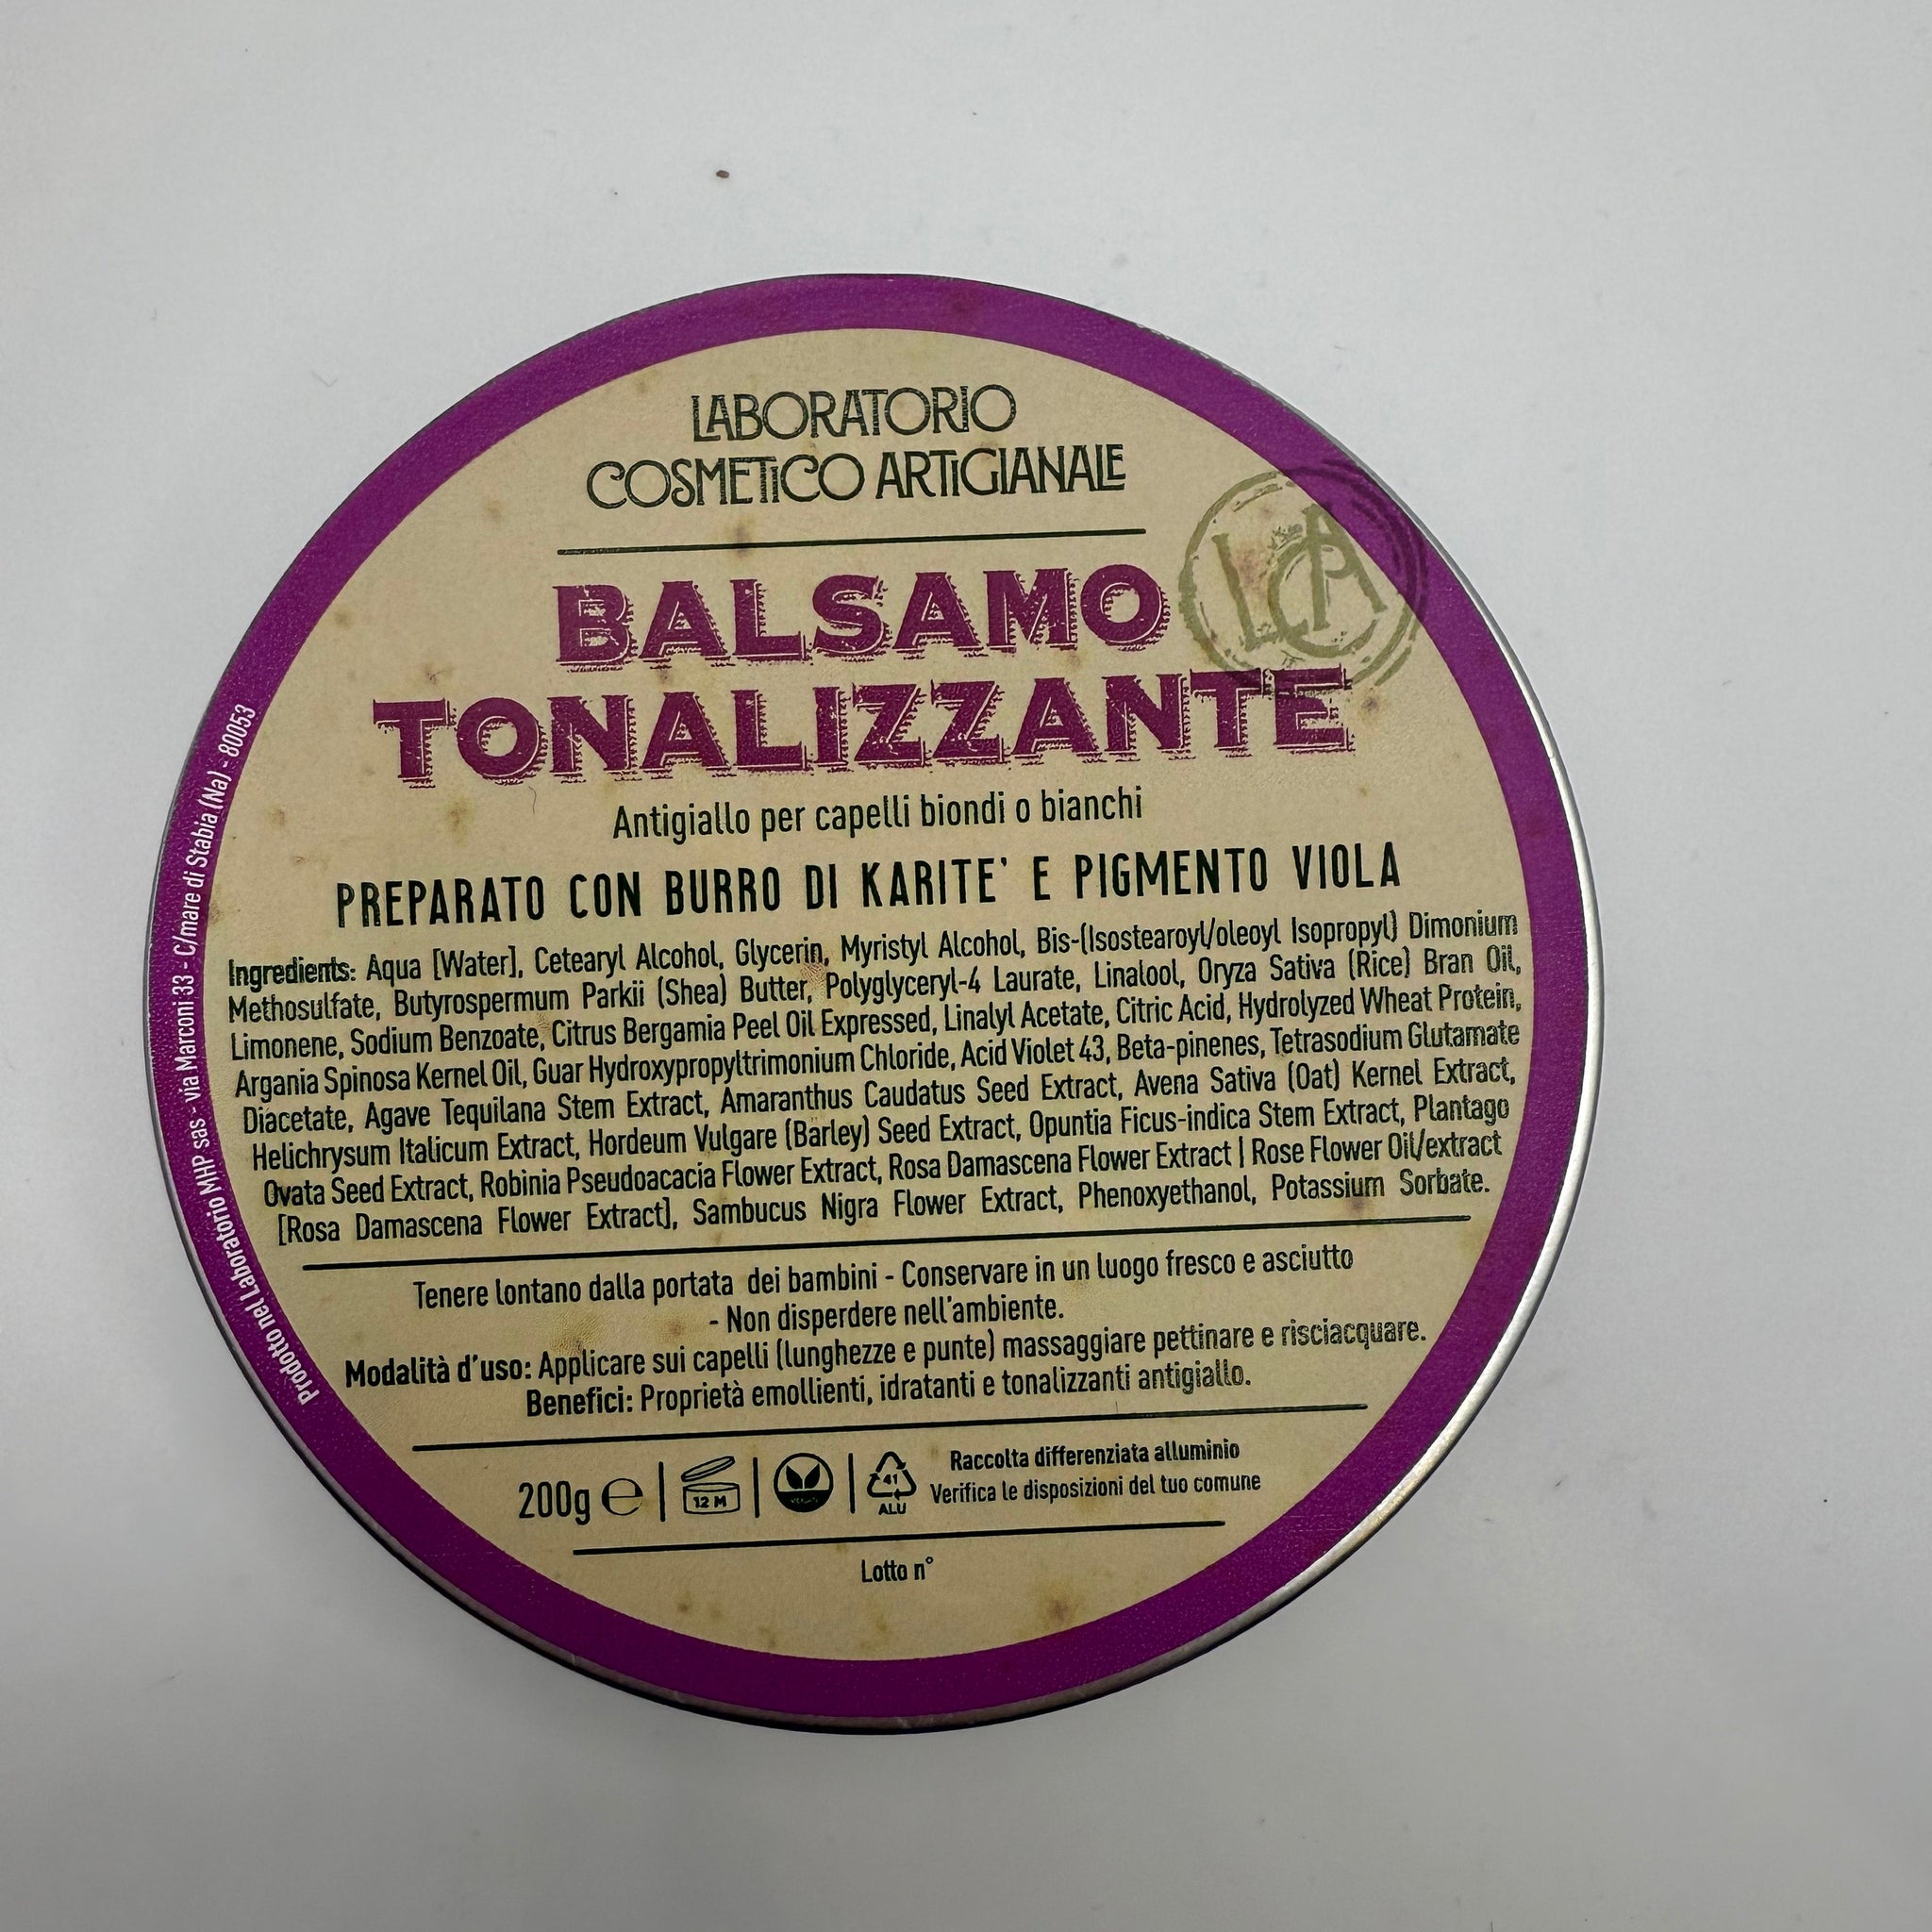 LABORATORIO
COSMETICO ARTIGIANALE
LCA
BALSAMO
TONALIZZANTE
Antigiallo per capelli biondi o bianchi
PREPARATO CON BURRO DI KARITE' E PIGMENTO VIOLA
Ingredients: Aqua [Water], Cetearyl Alcohol, Glycerin, Myristyl Alcohol, Bis-(Isostearoyl/oleoyl Isopropyl) Dimonium
Methosulfate, Butyrospermum Parkii (Shea) Butter, Polyglyceryl-4 Laurate, Linalool, Oryza Sativa (Rice) Bran Oil,
Limonene, Sodium Benzoate, Citrus Bergamia Peel Oil Expressed, Linalyl Acetate, Citric Acid, Hydrolyzed Wheat Protein,
Argania Spinosa Kernel Oil, Guar Hydroxypropyltrimonium Chloride, Acid Violet 43, Beta-pinenes, Tetrasodium Glutamate
Diacetate, Agave Tequilana Stem Extract, Amaranthus Caudatus Seed Extract, Avena Sativa (Oat) Kernel Extract,
Helichrysum Italicum Extract, Hordeum Vulgare (Barley) Seed Extract, Opuntia Ficus-indica Stem Extract, Plantago
Ovata Seed Extract, Robinia Pseudoacacia Flower Extract, Rosa Damascena Flower Extract | Rose Flower Oil/extract
[Rosa Damascena Flower Extract], Sambucus Nigra Flower Extract, Phenoxyethanol, Potassium Sorbate.
Tenere lontano dalla portata dei bambini - Conservare in un luogo fresco e asciutto
- Non disperdere nell'ambiente.
Modalità d'uso: Applicare sui capelli (lunghezze e punte) massaggiare pettinare e risciacquare.
Benefici: Proprietà emollienti, idratanti e tonalizzanti antigiallo.
200g e
12 M
41
ALU
Raccolta differenziata alluminio
Verifica le disposizioni del tuo comune
Lotto n°
Prodotto nel Laboratorio MHP sas - via Marconi 33 - C/mare di Stabia (Na) - 80053